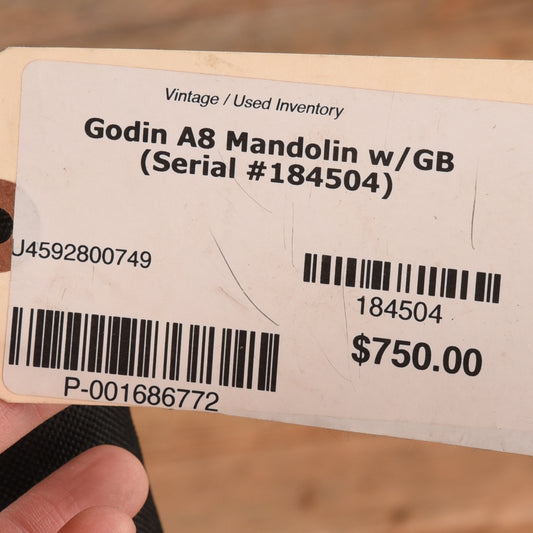 Vintage / Used Inventory
Godin A8 Mandolin w/GB
(Serial #184504)
U4592800749
184504
$750.00
P-001686772